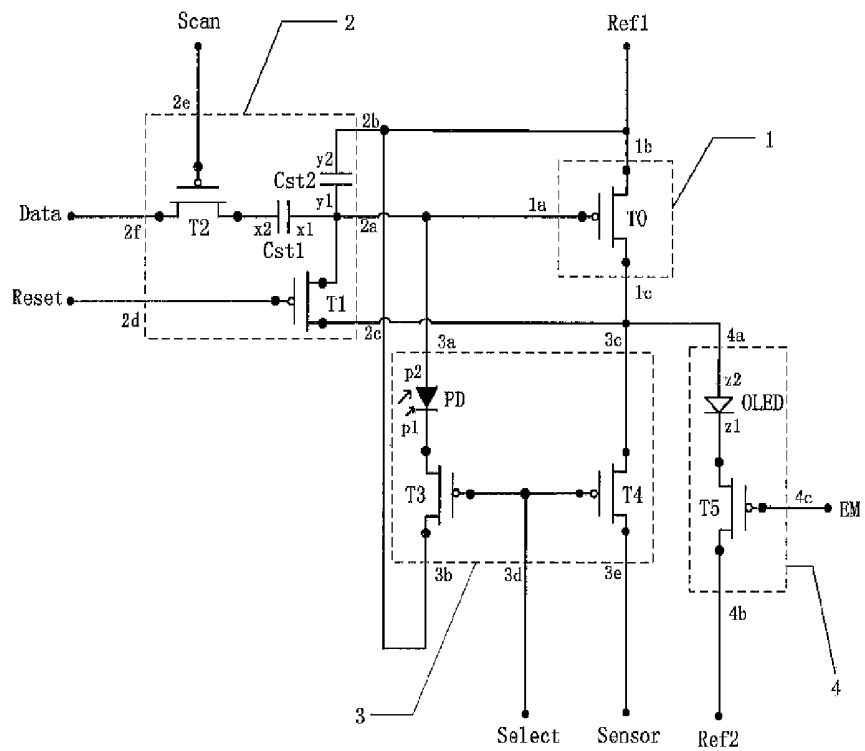 Scan
2
Ref1
2e
2b
1b
1
y2
Cst2
y1
1a
T0
Data
2f
T2
x2
x1
2a
Cst1
1c
Reset
T1
2d
2c
3a
3c
4a
p2
PD
p1
z2
OLED
z1
T3
T4
T5
4c
EM
3b
3d
3e
4b
3
4
Select
Sensor
Ref2